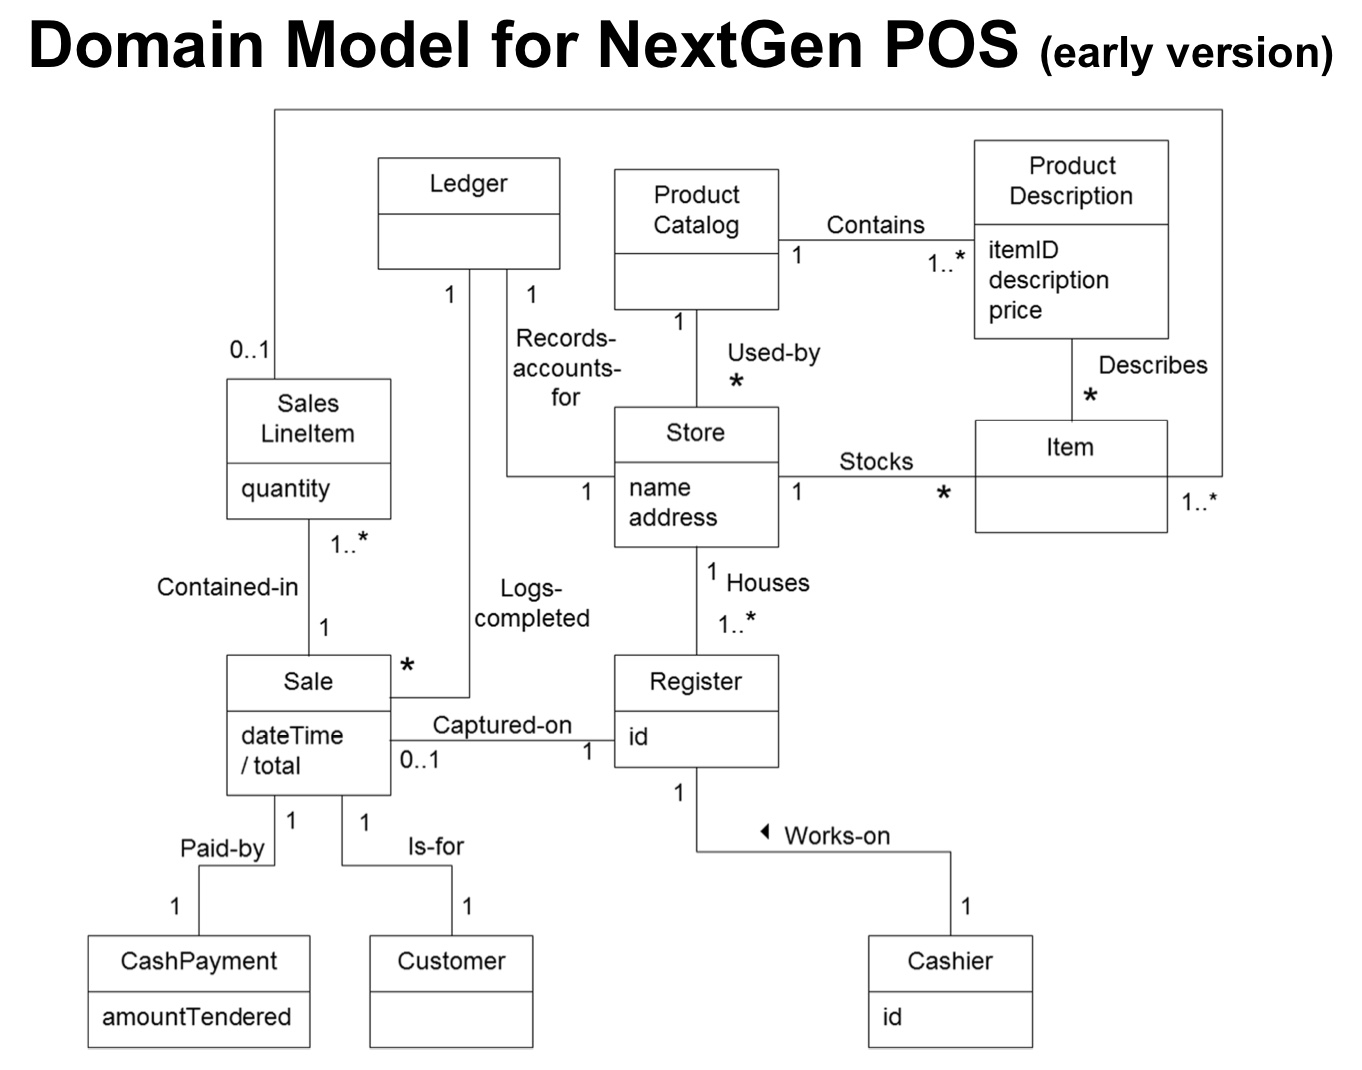 Domain Model for NextGen POS (early version)
Ledger
Product
Catalog
Product
Description
Contains
1
1..*
itemID
description
price
1
1
1
Records-
accounts-
for
Used-by
*
0..1
Describes
*
Sales
LineItem
quantity
Store
name
address
Stocks
1
1
*
Item
1..*
1..*
Contained-in
1
Logs-
completed
*
1
Houses
1..*
Sale
dateTime
/ total
Captured-on
0..1
1
Register
id
1
1
1
Paid-by
Is-for
Works-on
1
1
1
CashPayment
amountTendered
Customer
Cashier
id